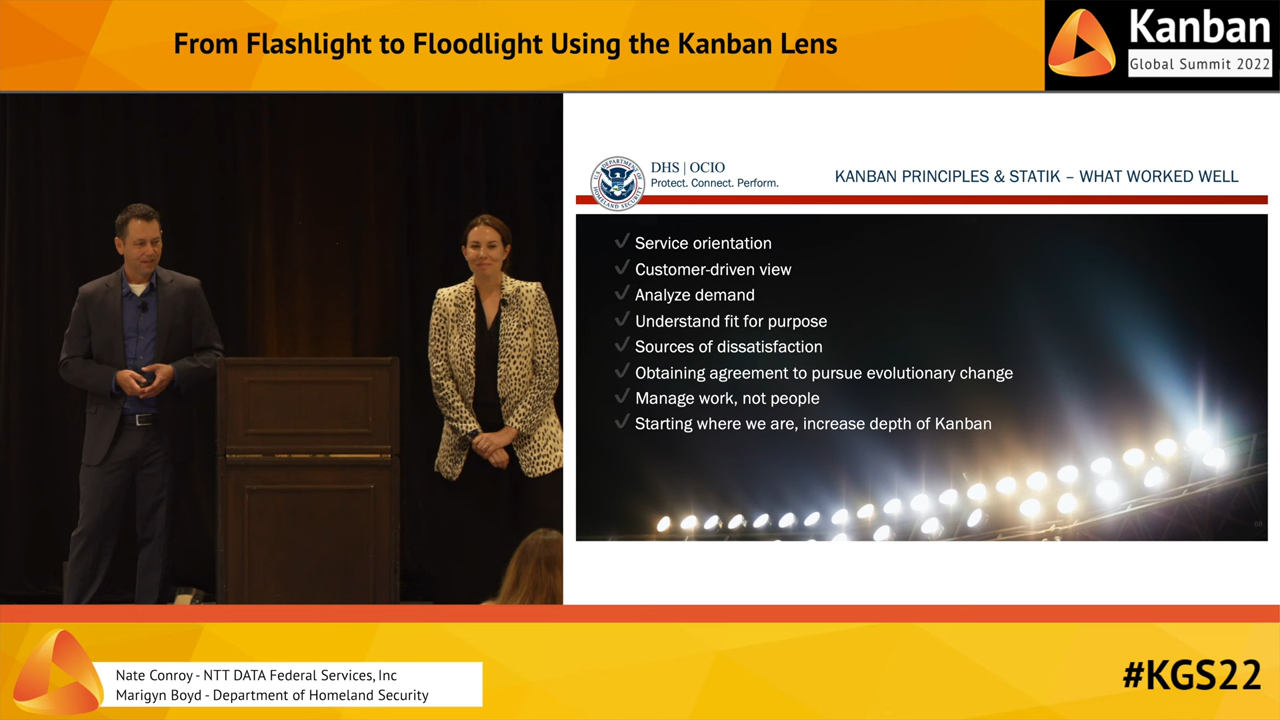 From Flashlight to Floodlight Using the Kanban Lens
Kanban
Global Summit 2022
DHS | OCIO
Protect. Connect. Perform.
KANBAN PRINCIPLES & STATIK – WHAT WORKED WELL
Service orientation
Customer-driven view
Analyze demand
Understand fit for purpose
Sources of dissatisfaction
Obtaining agreement to pursue evolutionary change
Manage work, not people
Starting where we are, increase depth of Kanban
Nate Conroy - NTT DATA Federal Services, Inc
Marigyn Boyd - Department of Homeland Security
#KGS22